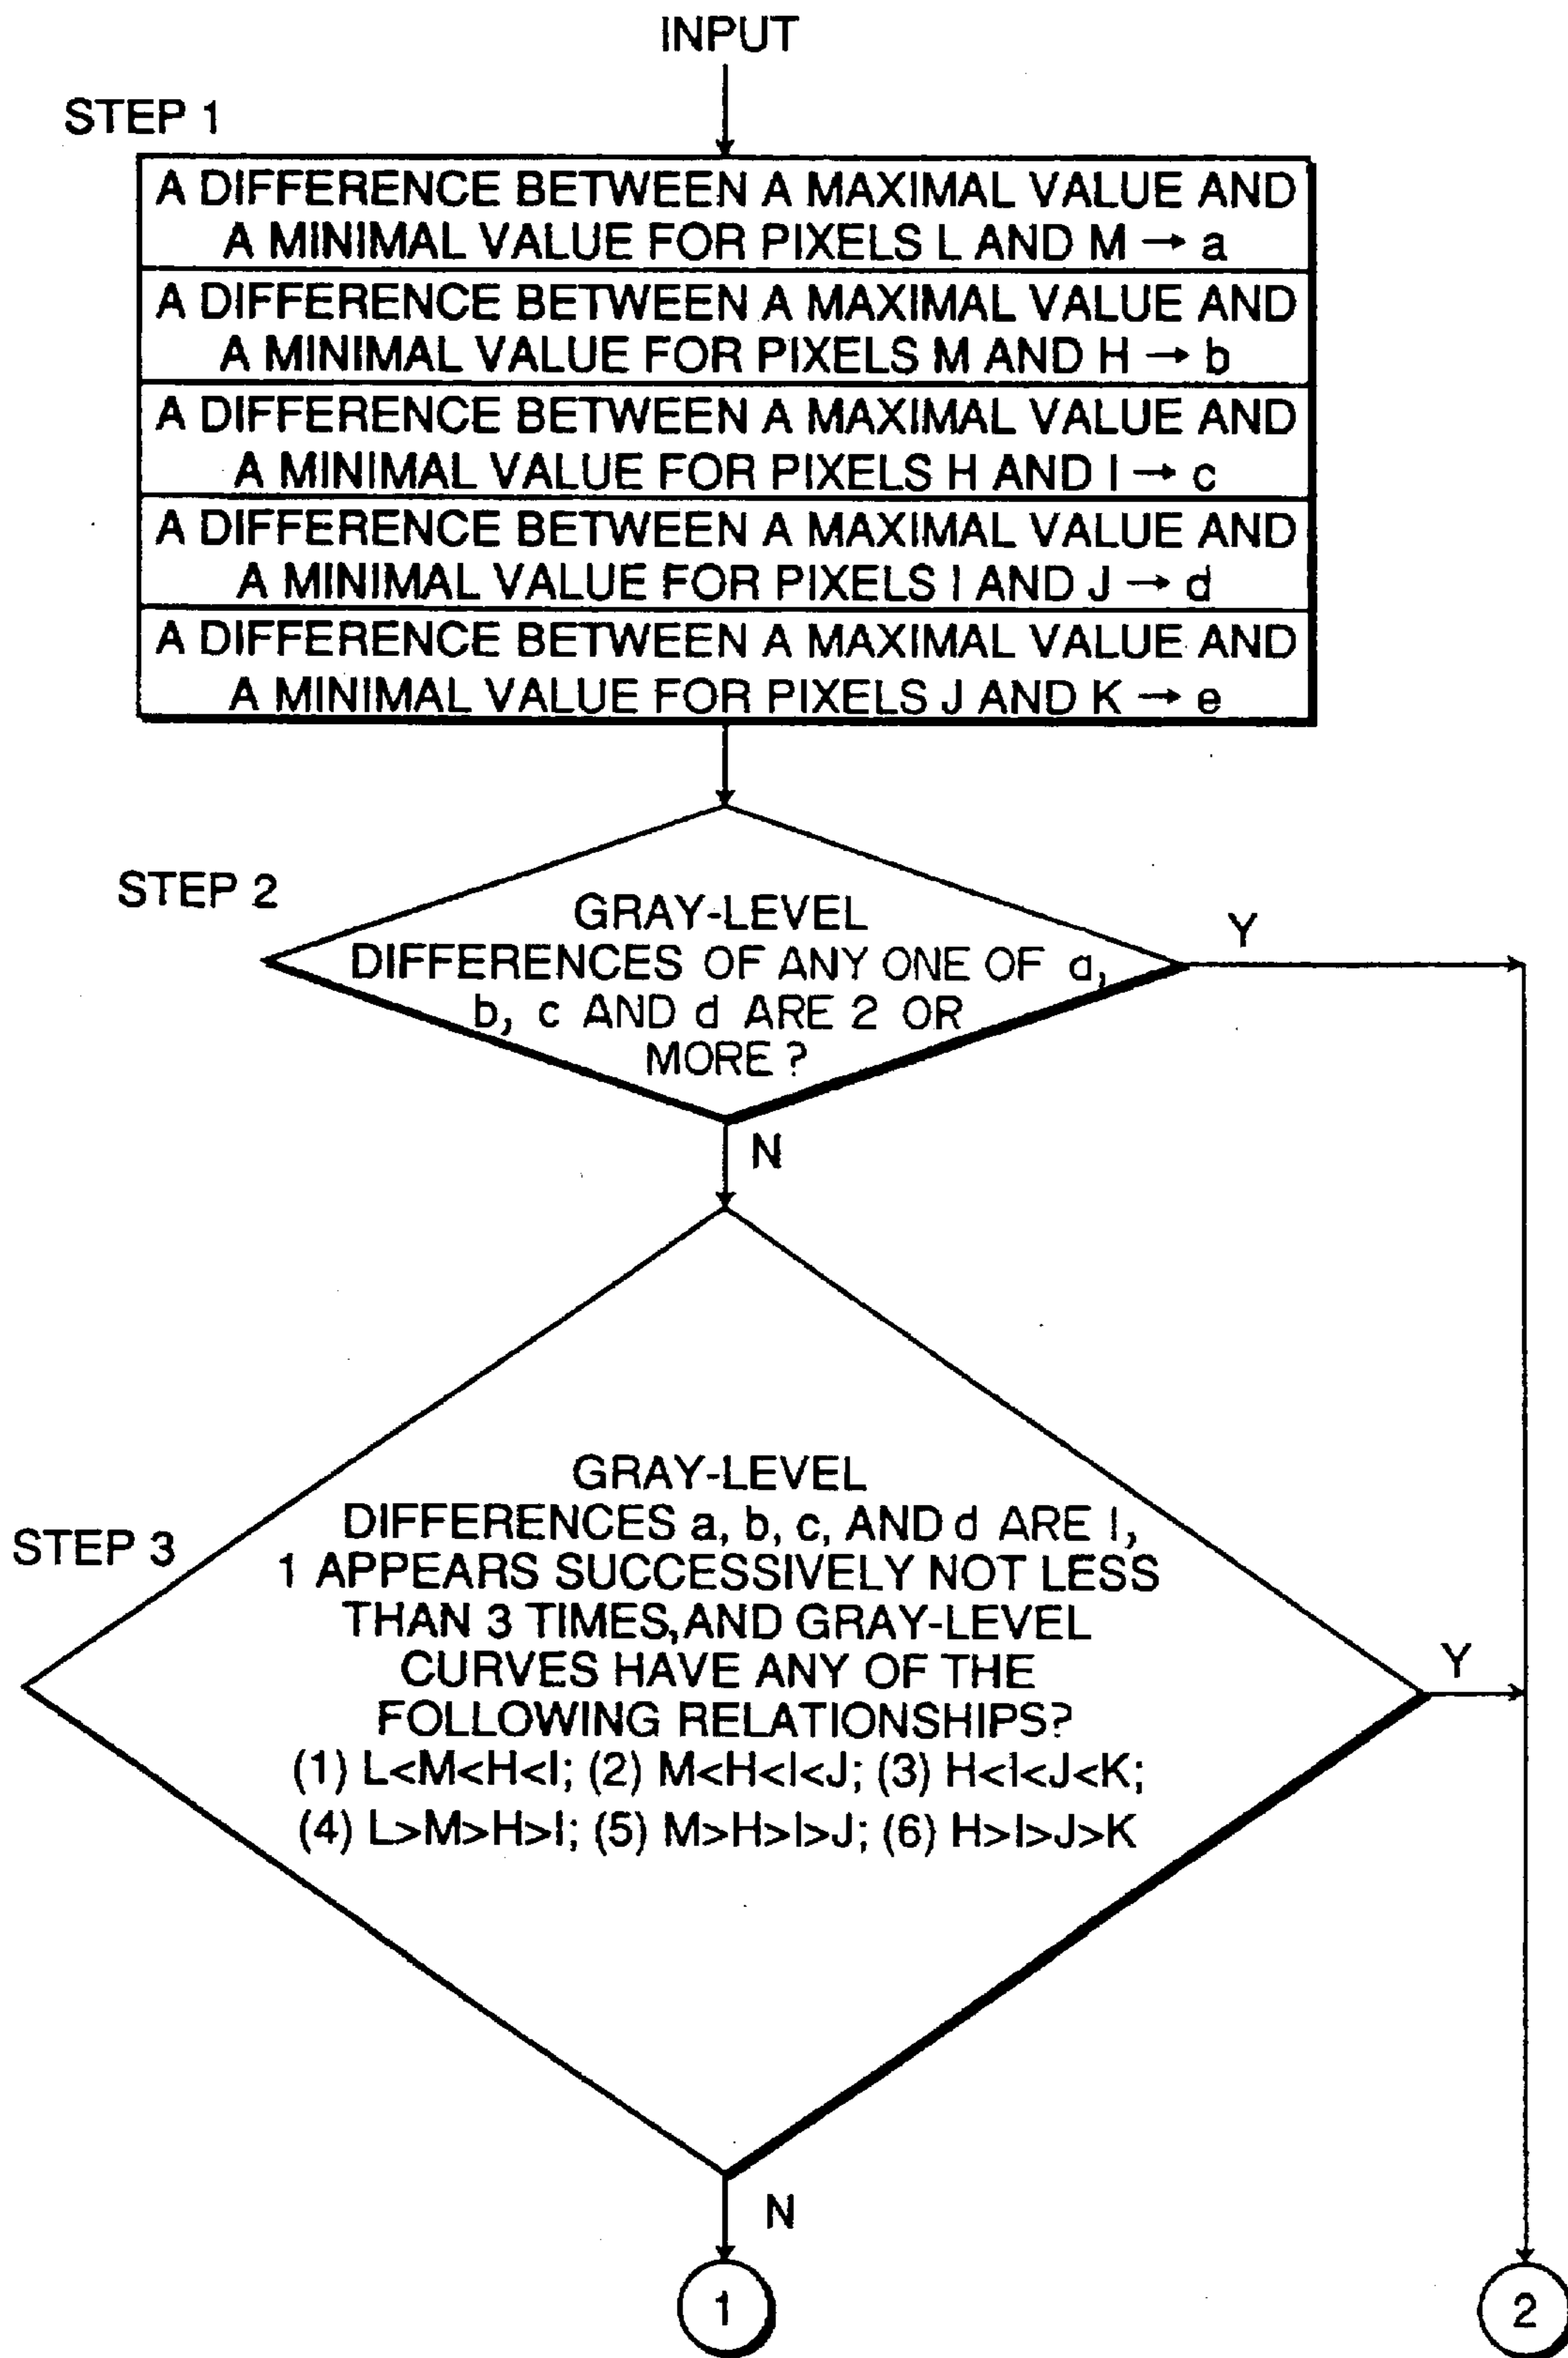 INPUT
STEP 1
A DIFFERENCE BETWEEN A MAXIMAL VALUE AND
A MINIMAL VALUE FOR PIXELS L AND M → a
A DIFFERENCE BETWEEN A MAXIMAL VALUE AND
A MINIMAL VALUE FOR PIXELS M AND H → b
A DIFFERENCE BETWEEN A MAXIMAL VALUE AND
A MINIMAL VALUE FOR PIXELS H AND I → c
A DIFFERENCE BETWEEN A MAXIMAL VALUE AND
A MINIMAL VALUE FOR PIXELS I AND J → d
A DIFFERENCE BETWEEN A MAXIMAL VALUE AND
A MINIMAL VALUE FOR PIXELS J AND K → e
STEP 2
GRAY-LEVEL
DIFFERENCES OF ANY ONE OF a,
b, c AND d ARE 2 OR
MORE ?
Y
N
STEP 3
GRAY-LEVEL
DIFFERENCES a, b, c, AND d ARE 1,
1 APPEARS SUCCESSIVELY NOT LESS
THAN 3 TIMES, AND GRAY-LEVEL
CURVES HAVE ANY OF THE
FOLLOWING RELATIONSHIPS?
(1) L<M<H<I; (2) M<H<I<J; (3) H<I<J<K;
(4) L>M>H>I; (5) M>H>I>J; (6) H>I>J>K
Y
N
1
2